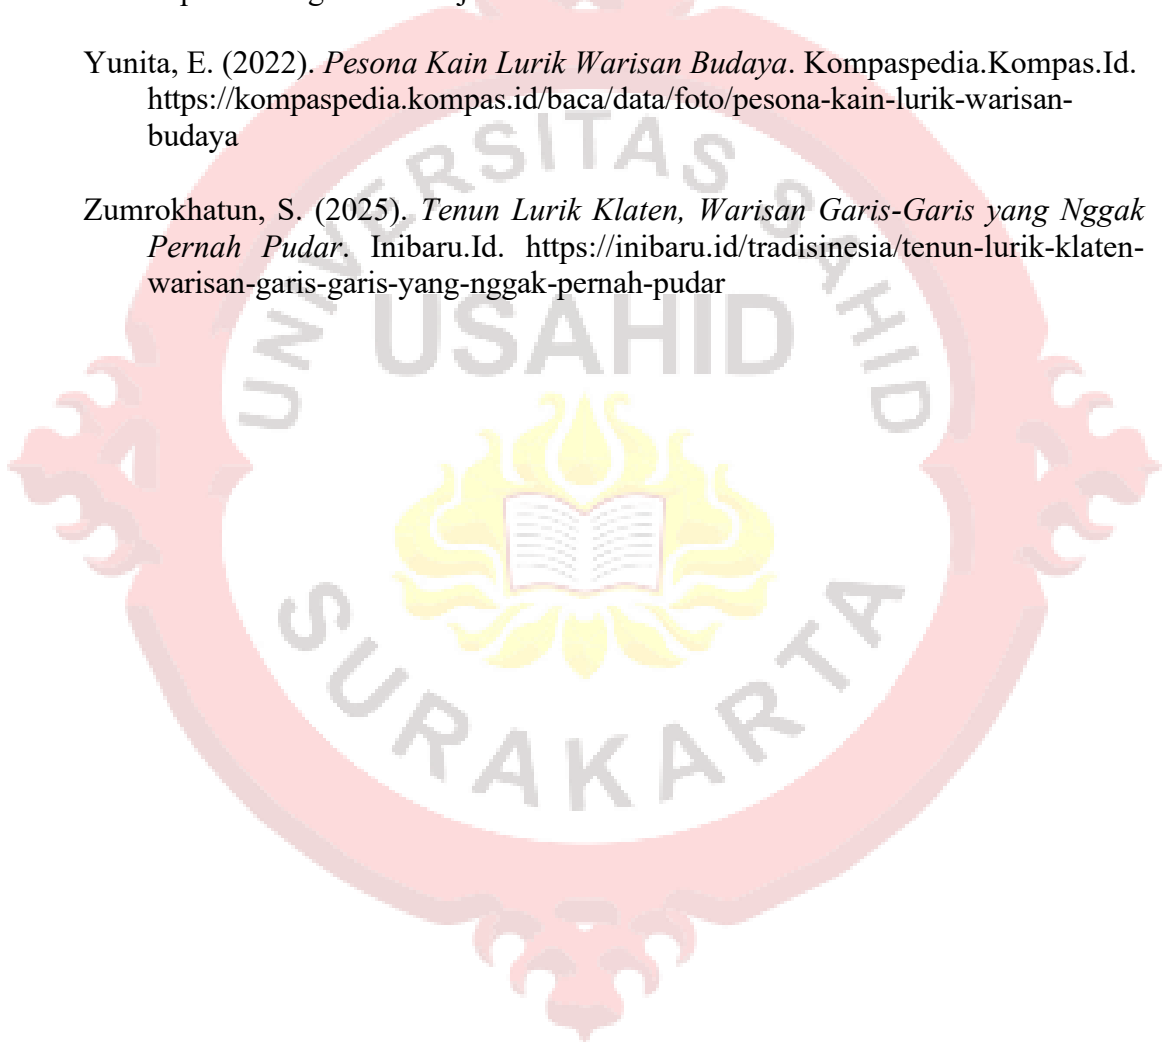 Yunita, E. (2022). Pesona Kain Lurik Warisan Budaya. Kompaspedia.Kompas.Id.
https://kompaspedia.kompas.id/baca/data/foto/pesona-kain-lurik-warisan-
budaya
Zumrokhatun, S. (2025). Tenun Lurik Klaten, Warisan Garis-Garis yang Nggak
Pernah Pudar. Inibaru.Id. https://inibaru.id/tradisinesia/tenun-lurik-klaten-
warisan-garis-garis-yang-nggak-pernah-pudar
UNIVERSITAS SAHID
USAHID
SURAKARTA